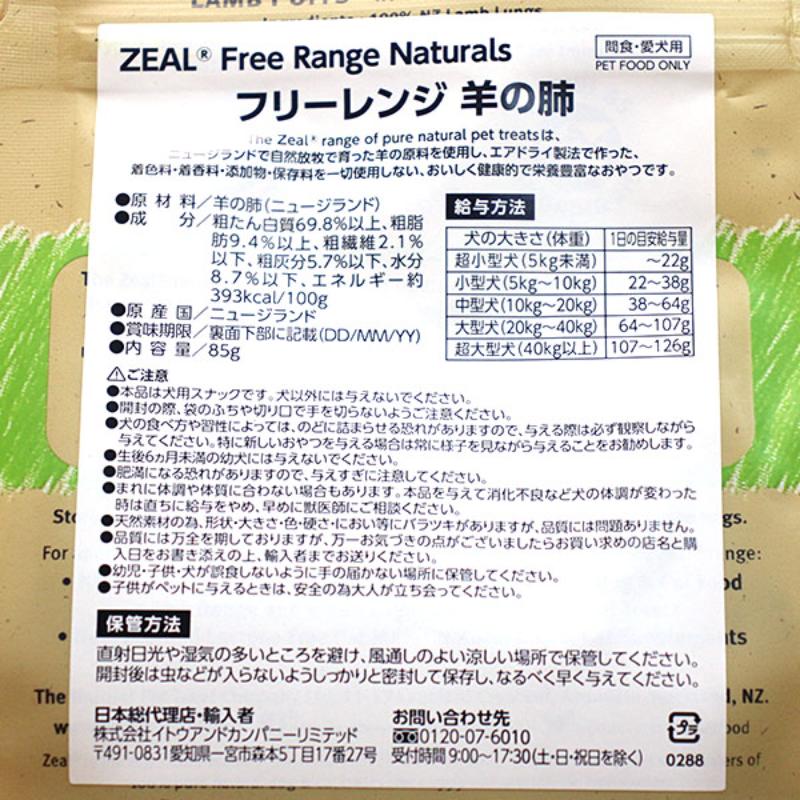 LAMB PUFFS
Ingredients: 100% NZ Lamb Lungs
ZEAL® Free Range Naturals
間食・愛犬用
PET FOOD ONLY
フリーレンジ 羊の肺
The Zeal® range of pure natural pet treatsは、
ニュージランドで自然放牧で育った羊の原料を使用し、エアドライ製法で作った、
着色料・着香料・添加物・保存料を一切使用しない、おいしく健康的で栄養豊富なおやつです。
●原材料／羊の肺(ニュージランド)
●成分／粗たん白質69.8%以上、粗脂
肪9.4%以上、粗繊維2.1%
以下、粗灰分5.7%以下、水分
8.7%以下、エネルギー約
393kcal/100g
●原産国／ニュージランド
●賞味期限／裏面下部に記載(DD/MM/YY)
●内容量／85g
給与方法
犬の大きさ(体重) 1日の目安給与量
超小型犬(5kg未満) ～22g
小型犬(5kg～10kg) 22～38g
中型犬(10kg～20kg) 38～64g
大型犬(20kg～40kg) 64～107g
超大型犬(40kg以上) 107～126g
⚠ご注意
●本品は犬用スナックです。犬以外には与えないでください。
●開封の際、袋のふちや切り口で手を切らないようご注意ください。
●犬の食べ方や習性によっては、のどに詰まらせる恐れがありますので、与える際は必ず観察しながら
与えてください。特に新しいおやつを与える場合は常に様子を見ながら与えることをお勧めします。
●生後6ヵ月未満の幼犬には与えないでください。
●肥満になる恐れがありますので、与えすぎに注意してください。
●まれに体調や体質に合わない場合もあります。本品を与えて消化不良など犬の体調が変わった
時は直ちに給与をやめ、早めに獣医師にご相談ください。
●天然素材の為、形状・大きさ・色・硬さ・におい等にバラツキがありますが、品質には問題ありません。
●品質には万全を期しておりますが、万一お気づきの点がございましたらお買い求めの店名と購
入日をお書き添えの上、輸入者までお送りください。
●幼児・子供・犬が誤食しないように手の届かない場所に保管してください。
●子供がペットに与えるときは、安全の為大人が立ち会ってください。
保管方法
直射日光や湿気の多いところを避け、風通しのよい涼しい場所で保管してください。
開封後は虫などが入らないようしっかりと密封して保存し、なるべく早く与えてください。
日本総代理店・輸入者
株式会社イトウアンドカンパニーリミテッド
〒491-0831愛知県一宮市森本5丁目17番27号
お問い合わせ先
0120-07-6010
受付時間 9:00～17:30(土・日・祝日を除く)
プラ
0288
For
The
NZ.